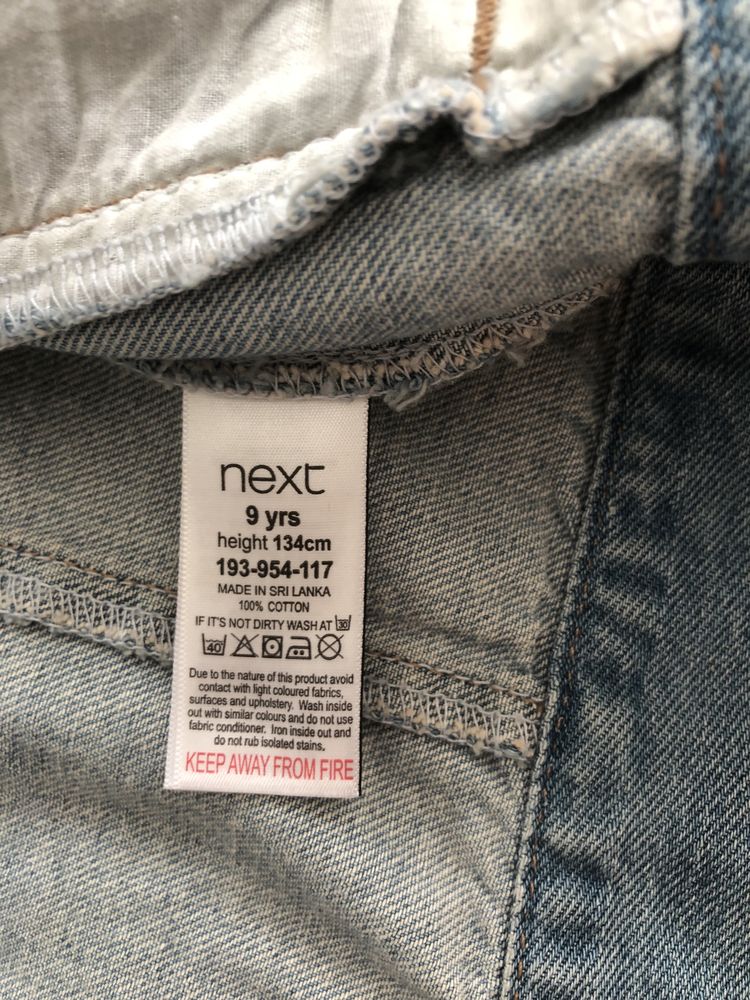 next
9 yrs
height 134cm
193-954-117
MADE IN SRI LANKA
100% COTTON
IF IT'S NOT DIRTY WASH AT 30
40
Due to the nature of this product avoid
contact with light coloured fabrics,
surfaces and upholstery. Wash inside
out with similar colours and do not use
fabric conditioner. Iron inside out and
do not rub isolated stains.
KEEP AWAY FROM FIRE